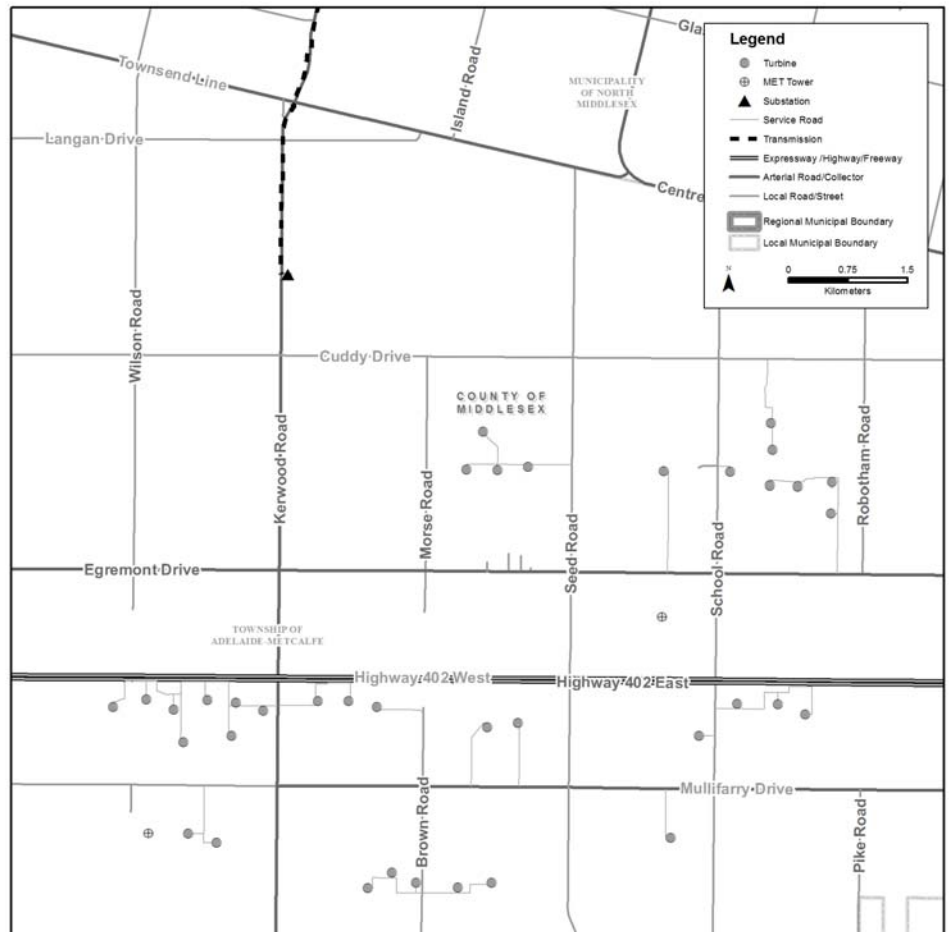 Gla
Townsend Line
Island Road
MUNICIPALITY
OF NORTH
MIDDLESEX
Langan Drive
Centre
Legend
Turbine
MET Tower
Substation
Service Road
Transmission
Expressway /Highway/Freeway
Arterial Road/Collector
Local Road/Street
Regional Municipal Boundary
Local Municipal Boundary
N
0 0.75 1.5
Kilometers
Wilson Road
Cuddy Drive
COUNTY OF
MIDDLESEX
Kerwood Road
Morse Road
Seed Road
School Road
Robotham Road
Egremont Drive
TOWNSHIP OF
ADELAIDE-METCALFE
Highway 402 West
Highway 402 East
Mullifarry Drive
Brown Road
Pike Road